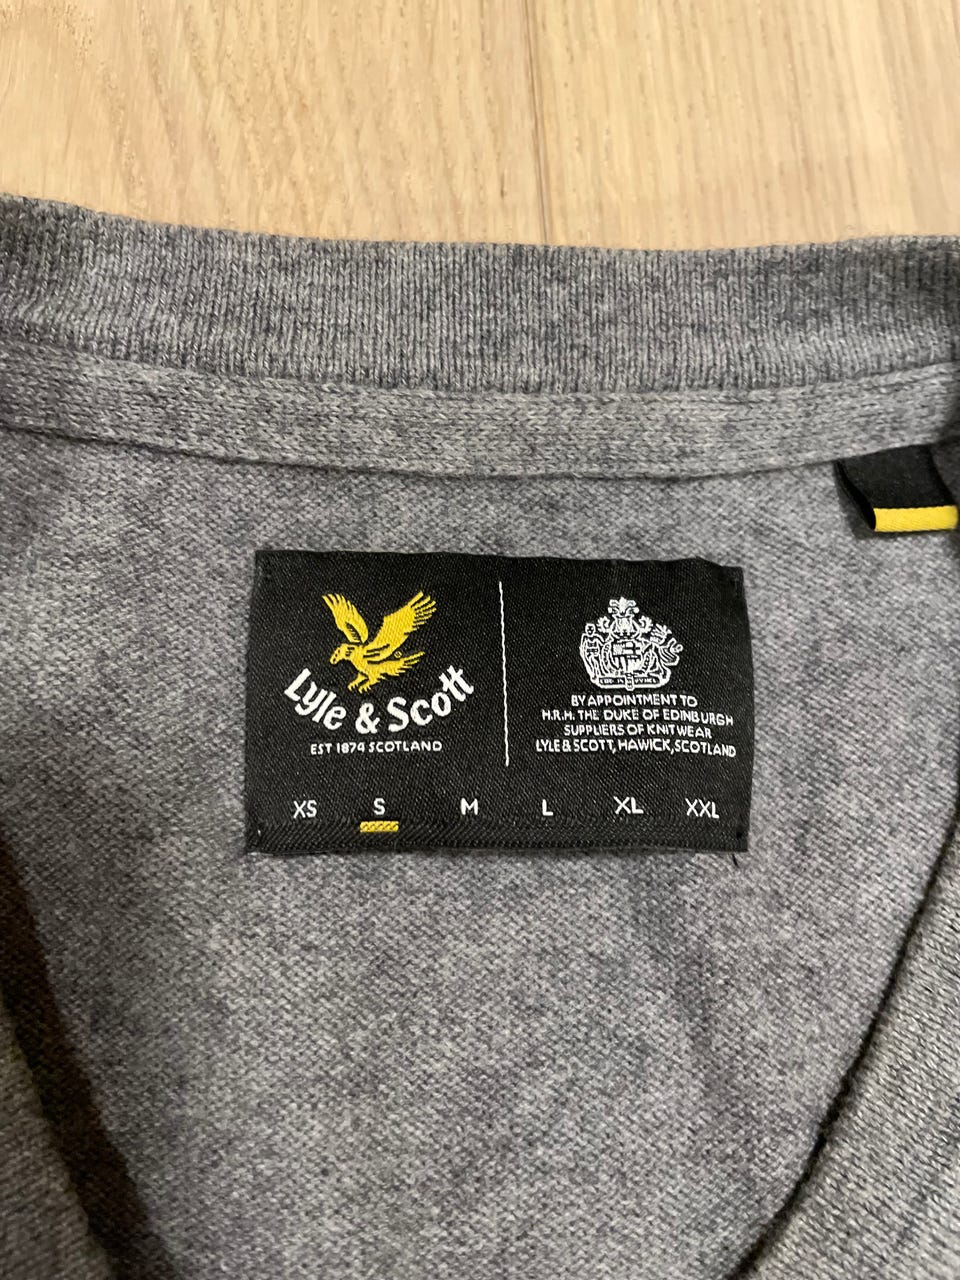 Lyle & Scott
EST 1874 SCOTLAND
BY APPOINTMENT TO
H.R.H. THE DUKE OF EDINBURGH
SUPPLIERS OF KNITWEAR
LYLE & SCOTT, HAWICK, SCOTLAND
XS S M L XL XXL